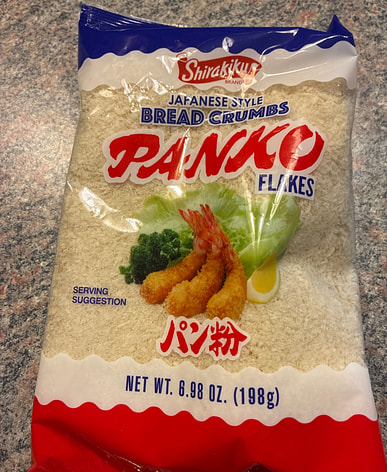 Shirakiku
BRAND
JAPANESE STYLE
BREAD CRUMBS
PANKO
FLAKES
SERVING
SUGGESTION
パン粉
NET WT. 6.98 OZ. (198g)